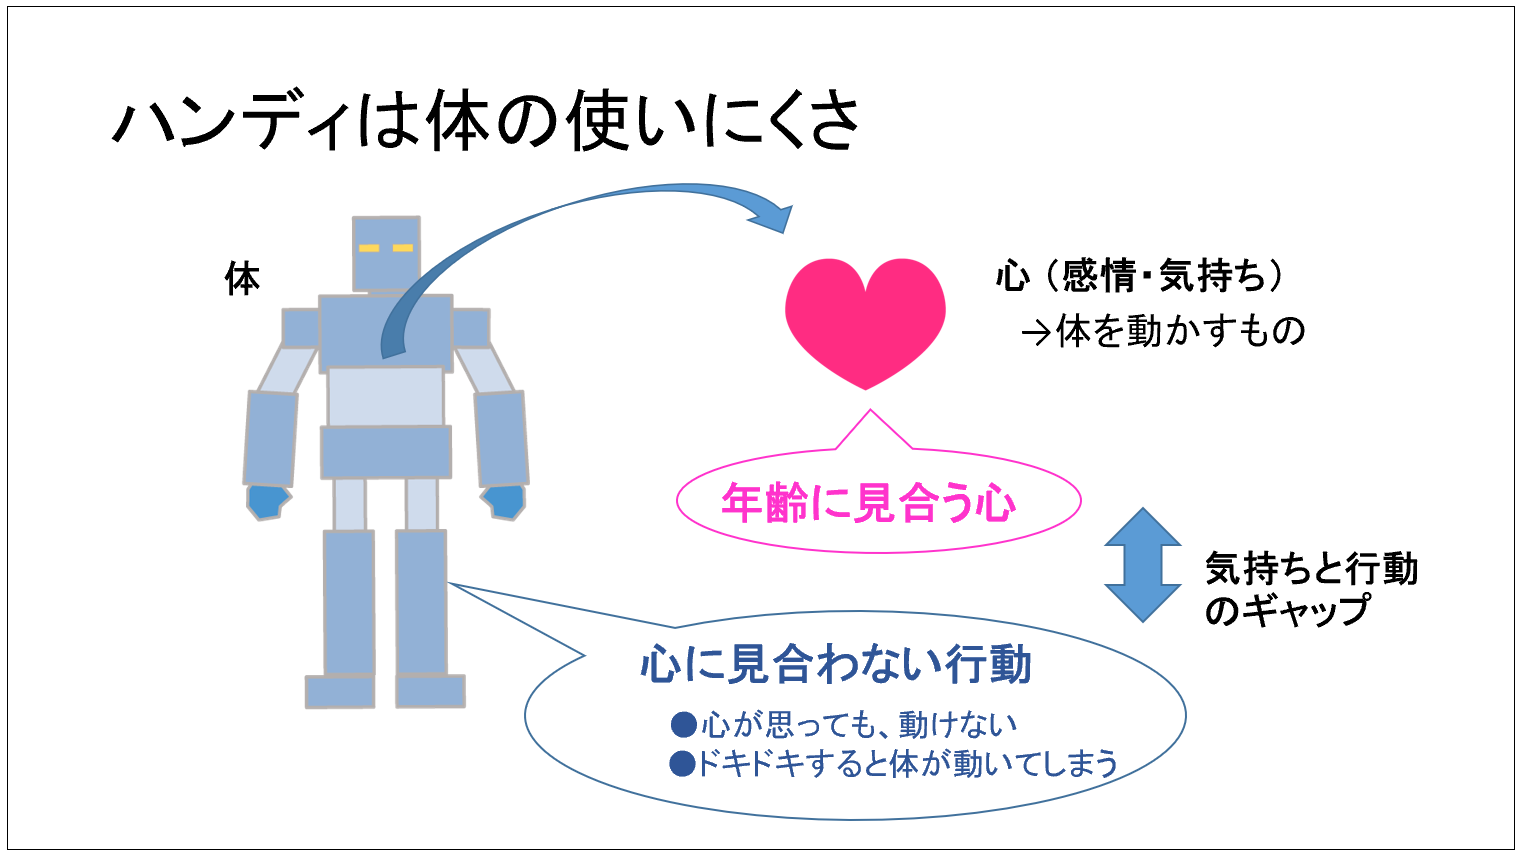 ハンディは体の使いにくさ
体
心（感情・気持ち）
→体を動かすもの
年齢に見合う心
気持ちと行動
のギャップ
心に見合わない行動
●心が思っても、動けない
●ドキドキすると体が動いてしまう